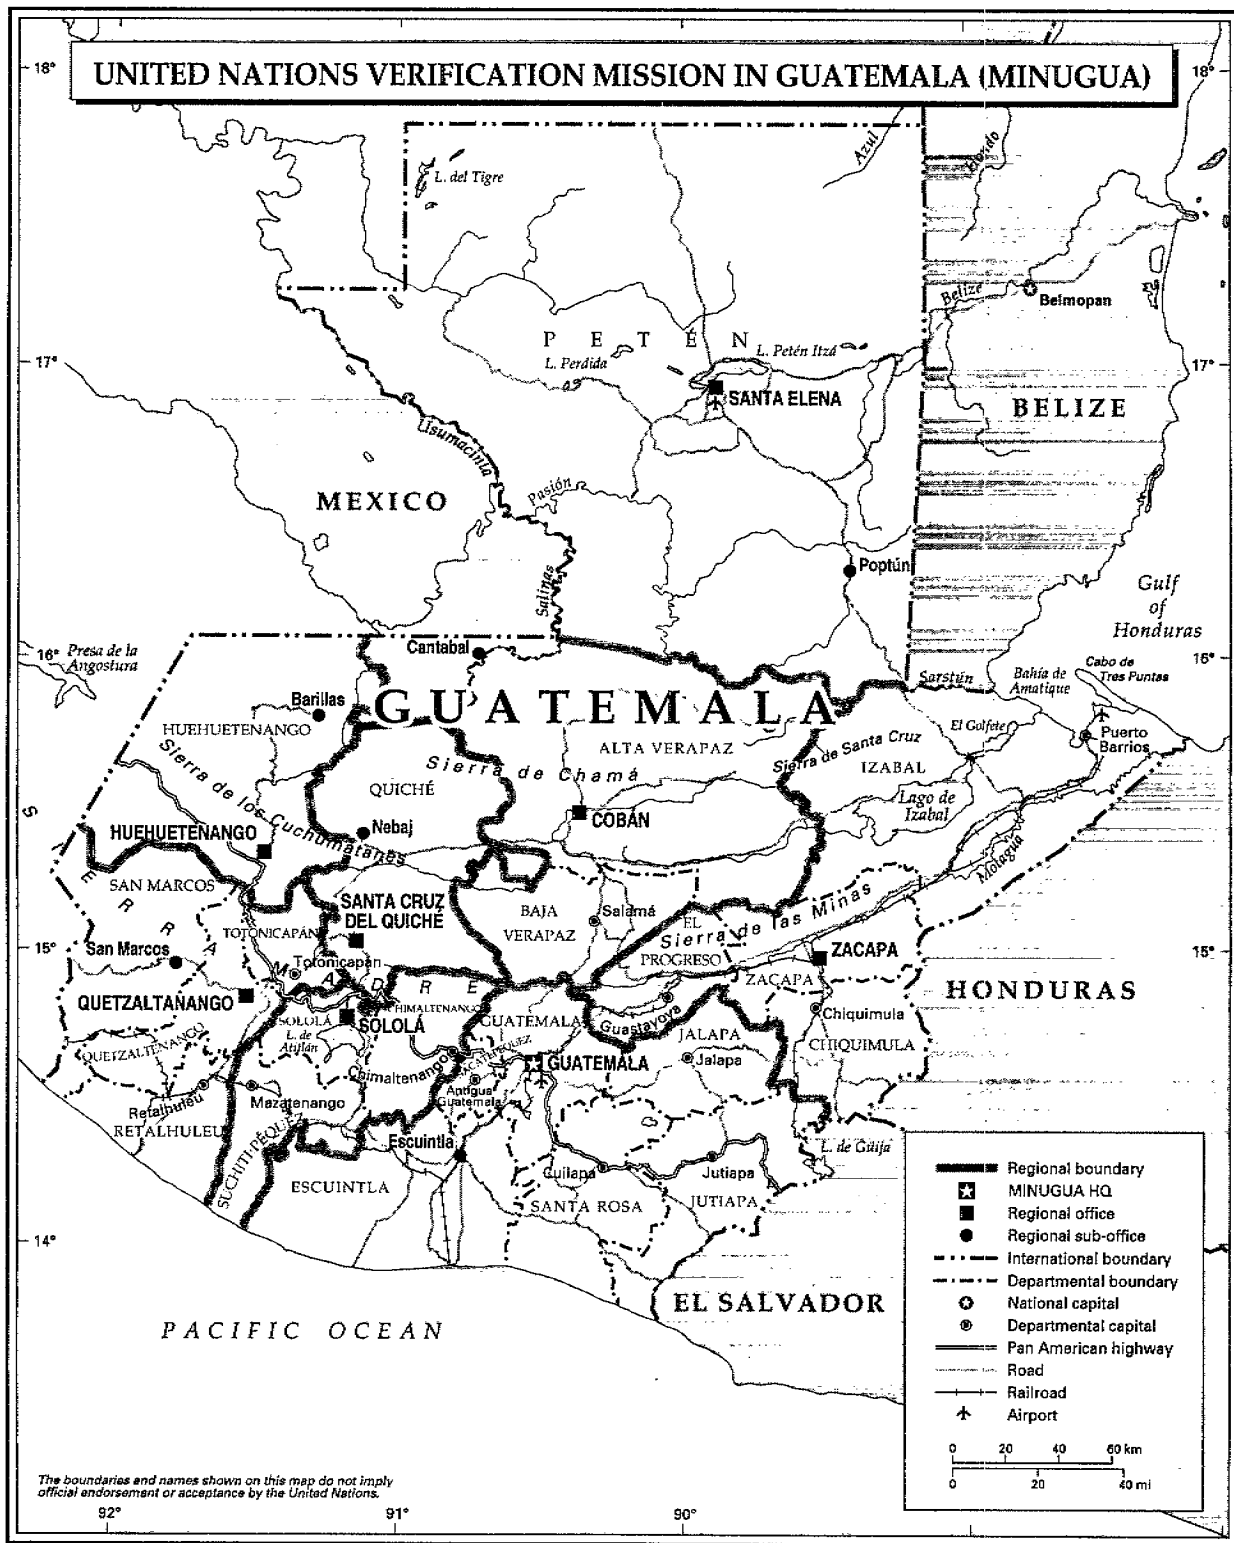 UNITED NATIONS VERIFICATION MISSION IN GUATEMALA (MINUGUA)
18°
18°
Azul
Hondo
L. del Tigre
Belize
Belmopan
PETÉN
L. Perdida
L. Petén Itzá
17°
17°
SANTA ELENA
BELIZE
Usumacinta
MEXICO
Pasión
Salinas
Poptún
Gulf
of
Honduras
Presa de la
Angostura
16°
16°
Cantabal
Sarstún
Bahía de
Amatique
Cabo de
Tres Puntas
Barillas
GUATEMALA
HUEHUETENANGO
ALTA VERAPAZ
El Golfete
Puerto
Barrios
Sierra de los Cuchumatanes
Sierra de Chamá
Sierra de Santa Cruz
IZABAL
QUICHÉ
Lago de
Izabal
HUEHUETENANGO
Nebaj
COBÁN
Motagua
SAN MARCOS
SANTA CRUZ
DEL QUICHÉ
BAJA
VERAPAZ
Salamá
EL
PROGRESO
Sierra de las Minas
TOTONICAPÁN
15°
15°
San Marcos
Totonicapán
SIERRA MADRE
ZACAPA
ZACAPA
QUETZALTANANGO
HONDURAS
CHIMALTENANGO
SOLOLÁ
SOLOLÁ
L. de
Atitlán
GUATEMALA
Guastayoya
Chiquimula
JALAPA
QUETZALTENANGO
CHIQUIMULA
Chimaltenango
SACATEPÉQUEZ
GUATEMALA
Jalapa
Antigua
Guatemala
Retalhuleu
Mazatenango
RETALHULEU
SUCHITEPÉQUEZ
Escuintla
L. de Güija
Cuilapa
Jutiapa
ESCUINTLA
SANTA ROSA
JUTIAPA
14°
EL SALVADOR
PACIFIC OCEAN
Regional boundary
MINUGUA HQ
Regional office
Regional sub-office
International boundary
Departmental boundary
National capital
Departmental capital
Pan American highway
Road
Railroad
Airport
0 20 40 60 km
0 20 40 mi
The boundaries and names shown on this map do not imply
official endorsement or acceptance by the United Nations.
92°
91°
90°